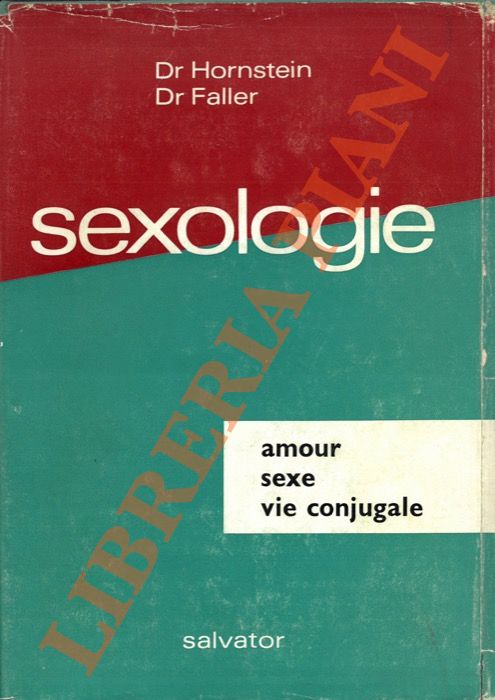 Dr Hornstein
Dr Faller
sexologie
amour
sexe
vie conjugale
salvator
LIBRERIA PIANI